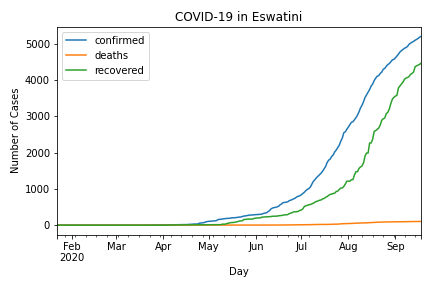 COVID-19 in Eswatini
confirmed
deaths
recovered
Number of Cases
5000
4000
3000
2000
1000
0
Feb Mar Apr May Jun Jul Aug Sep
2020
Day